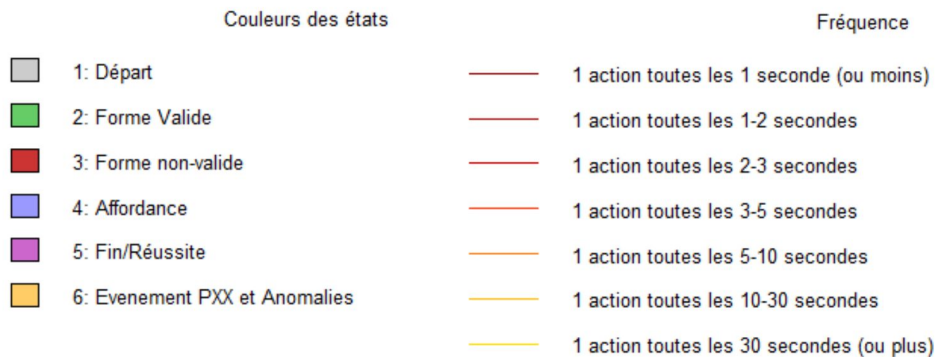 Couleurs des états
Fréquence
1: Départ
1 action toutes les 1 seconde (ou moins)
2: Forme Valide
1 action toutes les 1-2 secondes
3: Forme non-valide
1 action toutes les 2-3 secondes
4: Affordance
1 action toutes les 3-5 secondes
5: Fin/Réussite
1 action toutes les 5-10 secondes
6: Evenement PXX et Anomalies
1 action toutes les 10-30 secondes
1 action toutes les 30 secondes (ou plus)